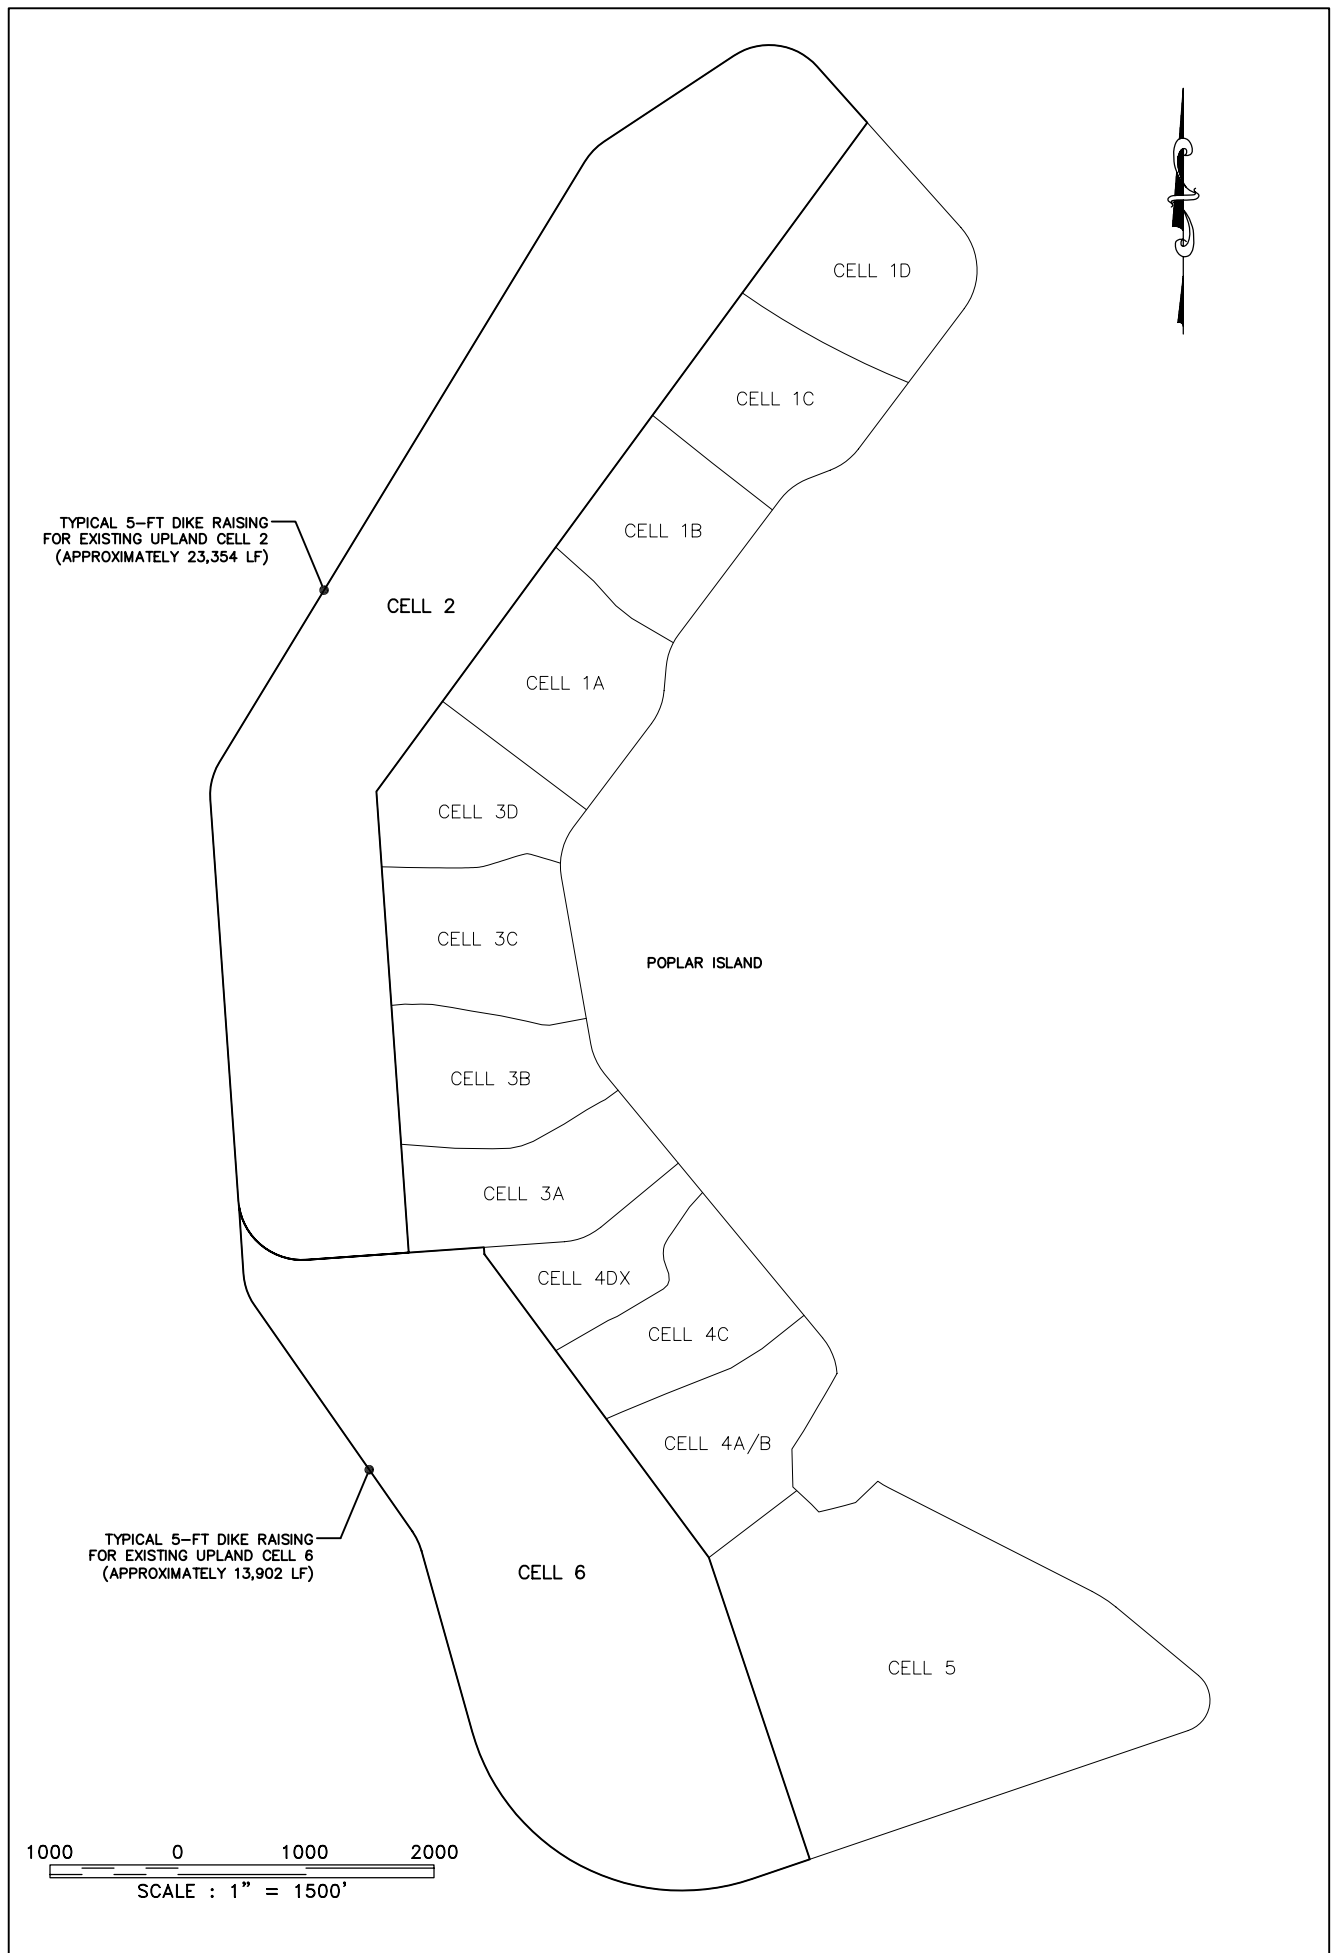 CELL 1D
CELL 1C
TYPICAL 5-FT DIKE RAISING
FOR EXISTING UPLAND CELL 2
(APPROXIMATELY 23,354 LF)
CELL 1B
CELL 2
CELL 1A
CELL 3D
CELL 3C
POPLAR ISLAND
CELL 3B
CELL 3A
CELL 4DX
CELL 4C
CELL 4A/B
TYPICAL 5-FT DIKE RAISING
FOR EXISTING UPLAND CELL 6
(APPROXIMATELY 13,902 LF)
CELL 6
CELL 5
1000 0 1000 2000
SCALE : 1" = 1500'